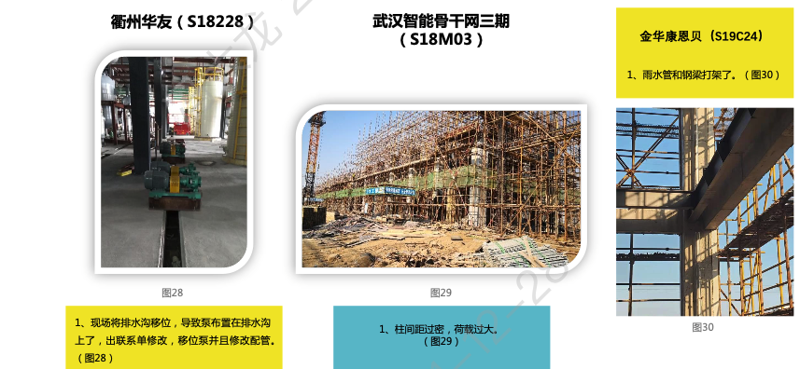 衢州华友（S18228）
图28
1、现场将排水沟移位，导致泵布置在排水沟
上了，出联系单修改，移位泵并且修改配管。
（图28）
武汉智能骨干网三期
（S18M03）
图29
1、柱间距过密，荷载过大。
（图29）
金华康恩贝（S19C24）
1、雨水管和钢梁打架了。（图30）
图30